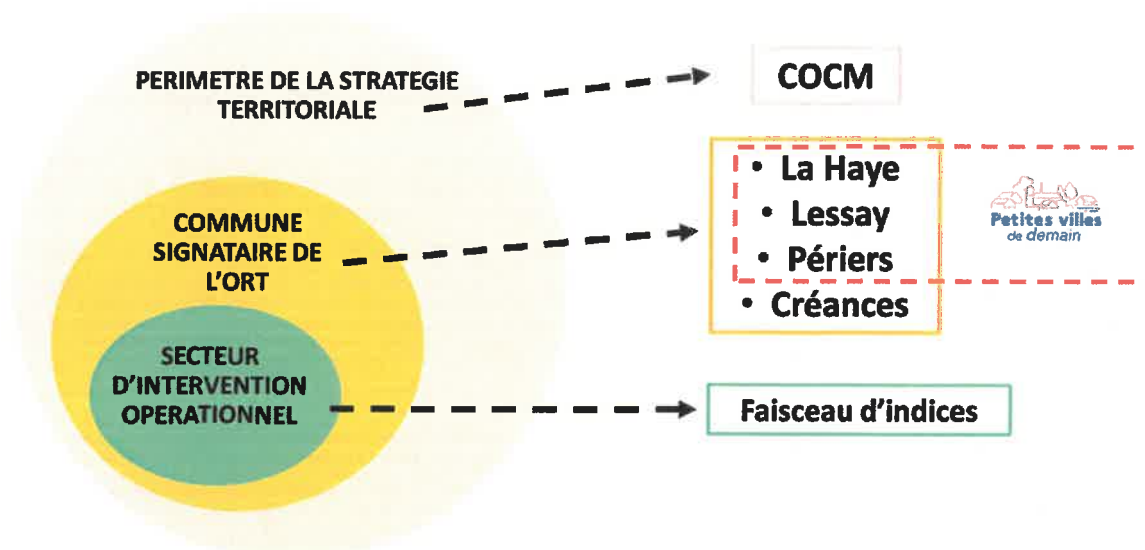 PERIMETRE DE LA STRATEGIE
TERRITORIALE
COCM
COMMUNE
SIGNATAIRE DE
L'ORT
• La Haye
• Lessay
• Périers
• Créances
Petites villes
de demain
SECTEUR
D'INTERVENTION
OPERATIONNEL
Faisceau d'indices